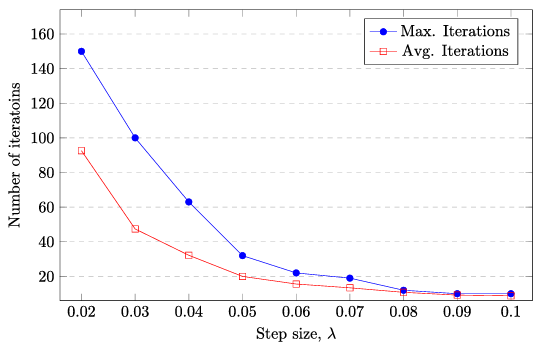 Max. Iterations
Avg. Iterations
160
140
120
100
80
60
40
20
Number of iteratoins
0.02 0.03 0.04 0.05 0.06 0.07 0.08 0.09 0.1
Step size, λ